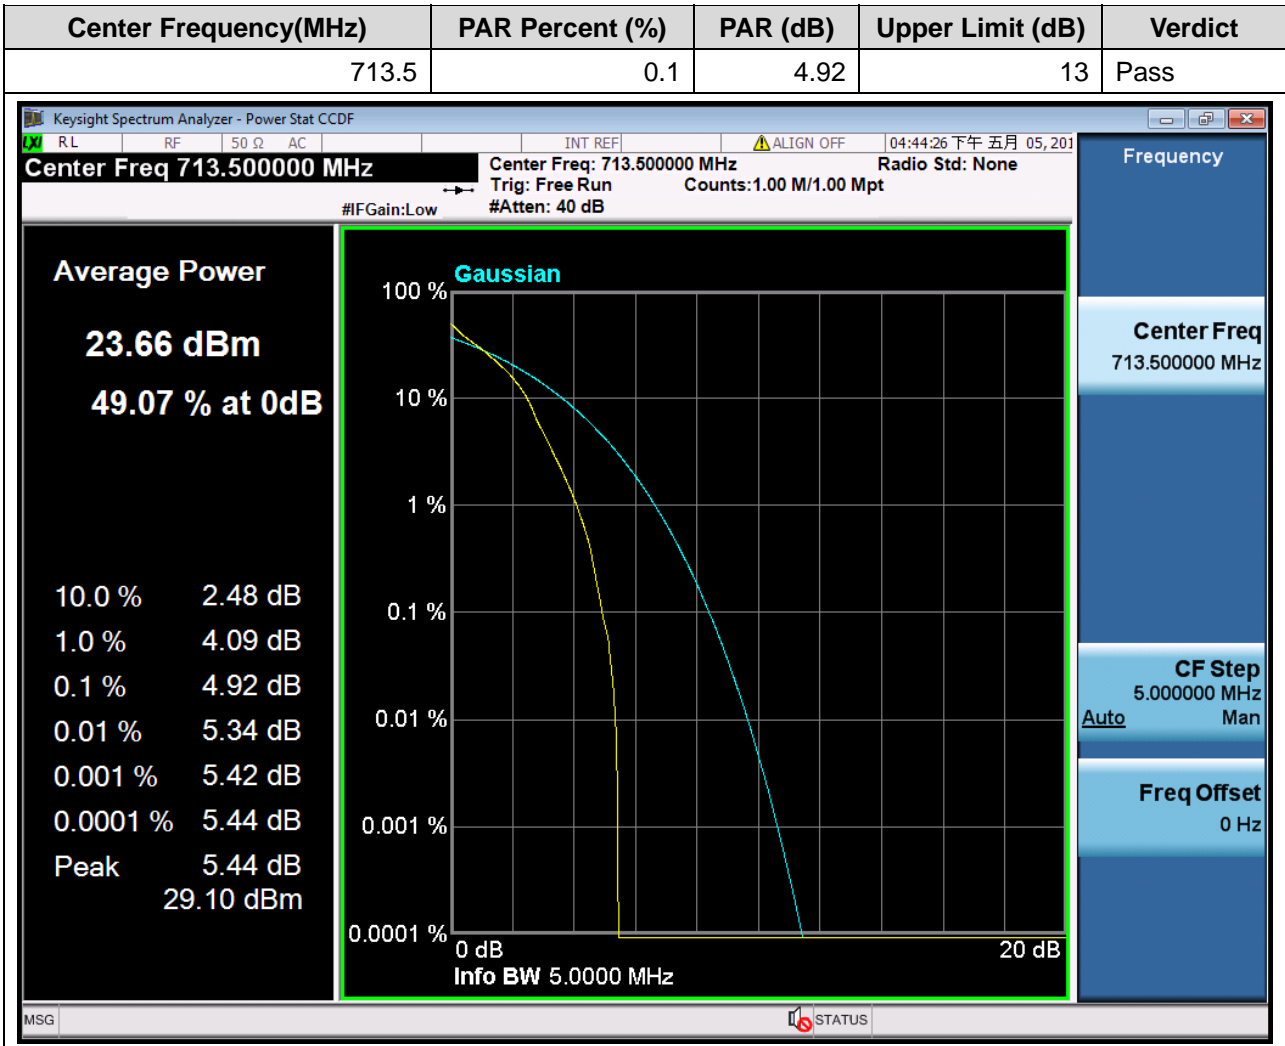 Center Frequency(MHz) PAR Percent (%) PAR (dB) Upper Limit (dB) Verdict
713.5 0.1 4.92 13 Pass
Keysight Spectrum Analyzer - Power Stat CCDF
LXI RL RF 50 Ω AC INT REF ALIGN OFF 04:44:26 下午 五月 05, 201
Center Freq 713.500000 MHz
Center Freq: 713.500000 MHz Radio Std: None
Trig: Free Run Counts:1.00 M/1.00 Mpt
#IFGain:Low #Atten: 40 dB
Frequency
Average Power
23.66 dBm
49.07 % at 0dB
10.0 % 2.48 dB
1.0 % 4.09 dB
0.1 % 4.92 dB
0.01 % 5.34 dB
0.001 % 5.42 dB
0.0001 % 5.44 dB
Peak 5.44 dB
29.10 dBm
Gaussian
100 %
10 %
1 %
0.1 %
0.01 %
0.001 %
0.0001 %
0 dB 20 dB
Info BW 5.0000 MHz
Center Freq
713.500000 MHz
CF Step
5.000000 MHz
Auto Man
Freq Offset
0 Hz
MSG STATUS